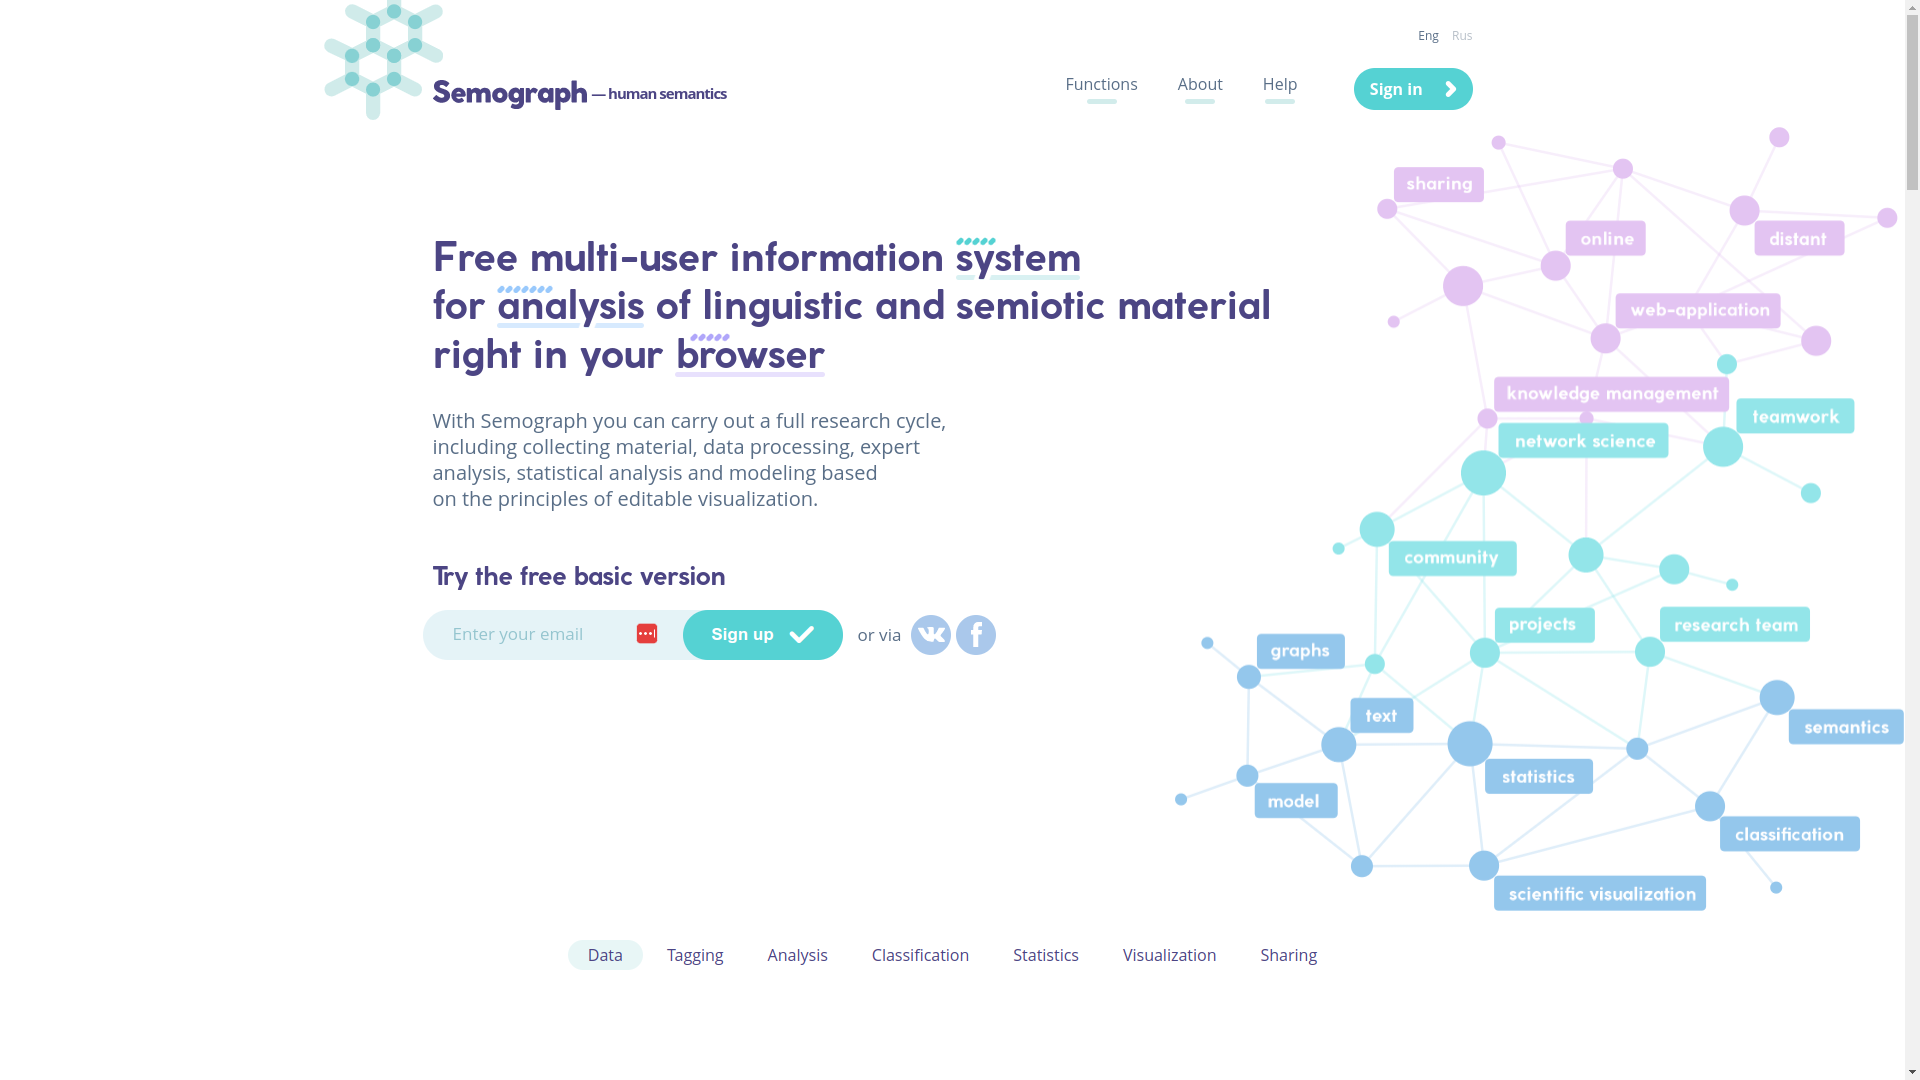 Eng Rus
Semograph — human semantics
Functions About Help Sign in
Free multi-user information system
for analysis of linguistic and semiotic material
right in your browser
With Semograph you can carry out a full research cycle,
including collecting material, data processing, expert
analysis, statistical analysis and modeling based
on the principles of editable visualization.
Try the free basic version
Enter your email
Sign up
or via
sharing
online
distant
web-application
knowledge management
teamwork
network science
community
projects
research team
graphs
text
semantics
statistics
model
classification
scientific visualization
Data Tagging Analysis Classification Statistics Visualization Sharing